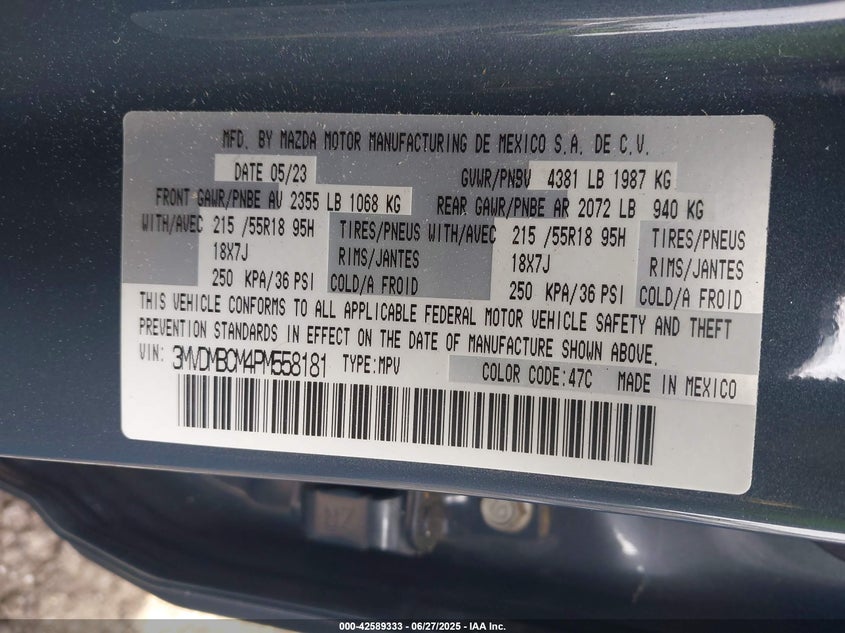 MFD. BY MAZDA MOTOR MANUFACTURING DE MEXICO S.A. DE C.V.
DATE 05/23 GVWR/PNBV 4381 LB 1987 KG
FRONT GAWR/PNBE AV 2355 LB 1068 KG REAR GAWR/PNBE AR 2072 LB 940 KG
WITH/AVEC 215 /55R18 95H TIRES/PNEUS WITH/AVEC 215 /55R18 95H TIRES/PNEUS
18X7J RIMS/JANTES 18X7J RIMS/JANTES
250 KPA/36 PSI COLD/A FROID 250 KPA/36 PSI COLD/A FROID
THIS VEHICLE CONFORMS TO ALL APPLICABLE FEDERAL MOTOR VEHICLE SAFETY AND THEFT
PREVENTION STANDARDS IN EFFECT ON THE DATE OF MANUFACTURE SHOWN ABOVE.
VIN: 3MVDMBCM4PM558181 TYPE:MPV COLOR CODE:47C MADE IN MEXICO
000-42589333 - 06/27/2025 - IAA Inc.